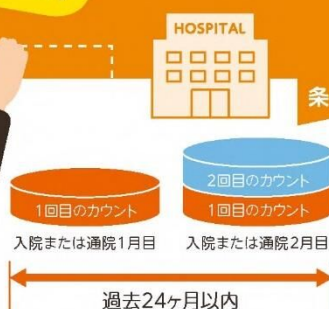 HOSPITAL
条
2回目のカウント
1回目のカウント
1回目のカウント
入院または通院1月目
入院または通院2月目
過去24ヶ月以内